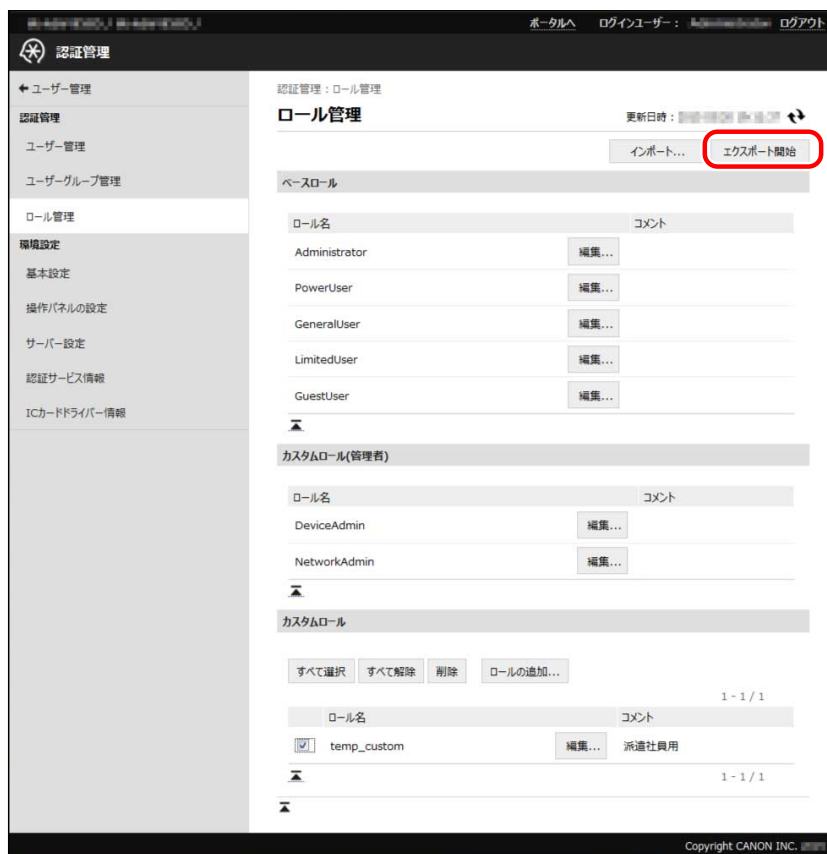 ポータルへ ログインユーザー： ログアウト
認証管理
ユーザー管理
認証管理：ロール管理
認証管理
ロール管理
更新日時：
ユーザー管理
インポート... エクスポート開始
ユーザーグループ管理
ベースロール
ロール管理
ロール名 コメント
環境設定
Administrator 編集...
基本設定
PowerUser 編集...
操作パネルの設定
GeneralUser 編集...
サーバー設定
LimitedUser 編集...
認証サービス情報
GuestUser 編集...
ICカードドライバー情報
カスタムロール(管理者)
ロール名 コメント
DeviceAdmin 編集...
NetworkAdmin 編集...
カスタムロール
すべて選択 すべて解除 削除 ロールの追加...
1 - 1 / 1
ロール名 コメント
temp_custom 編集... 派遣社員用
1 - 1 / 1
Copyright CANON INC.